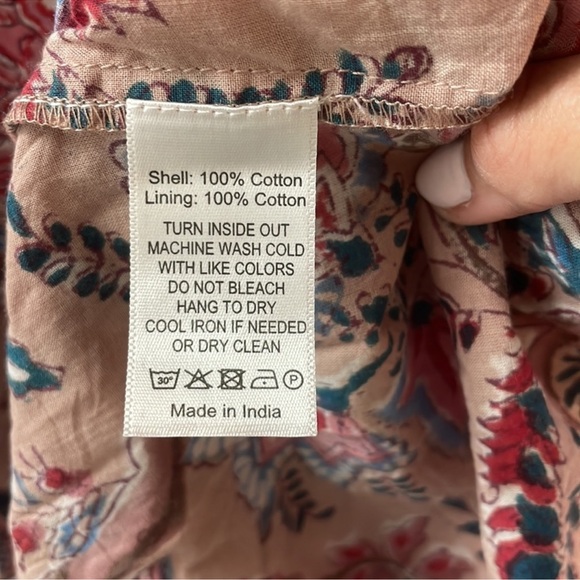 Shell: 100% Cotton
Lining: 100% Cotton
TURN INSIDE OUT
MACHINE WASH COLD
WITH LIKE COLORS
DO NOT BLEACH
HANG TO DRY
COOL IRON IF NEEDED
OR DRY CLEAN
30° P
Made in India